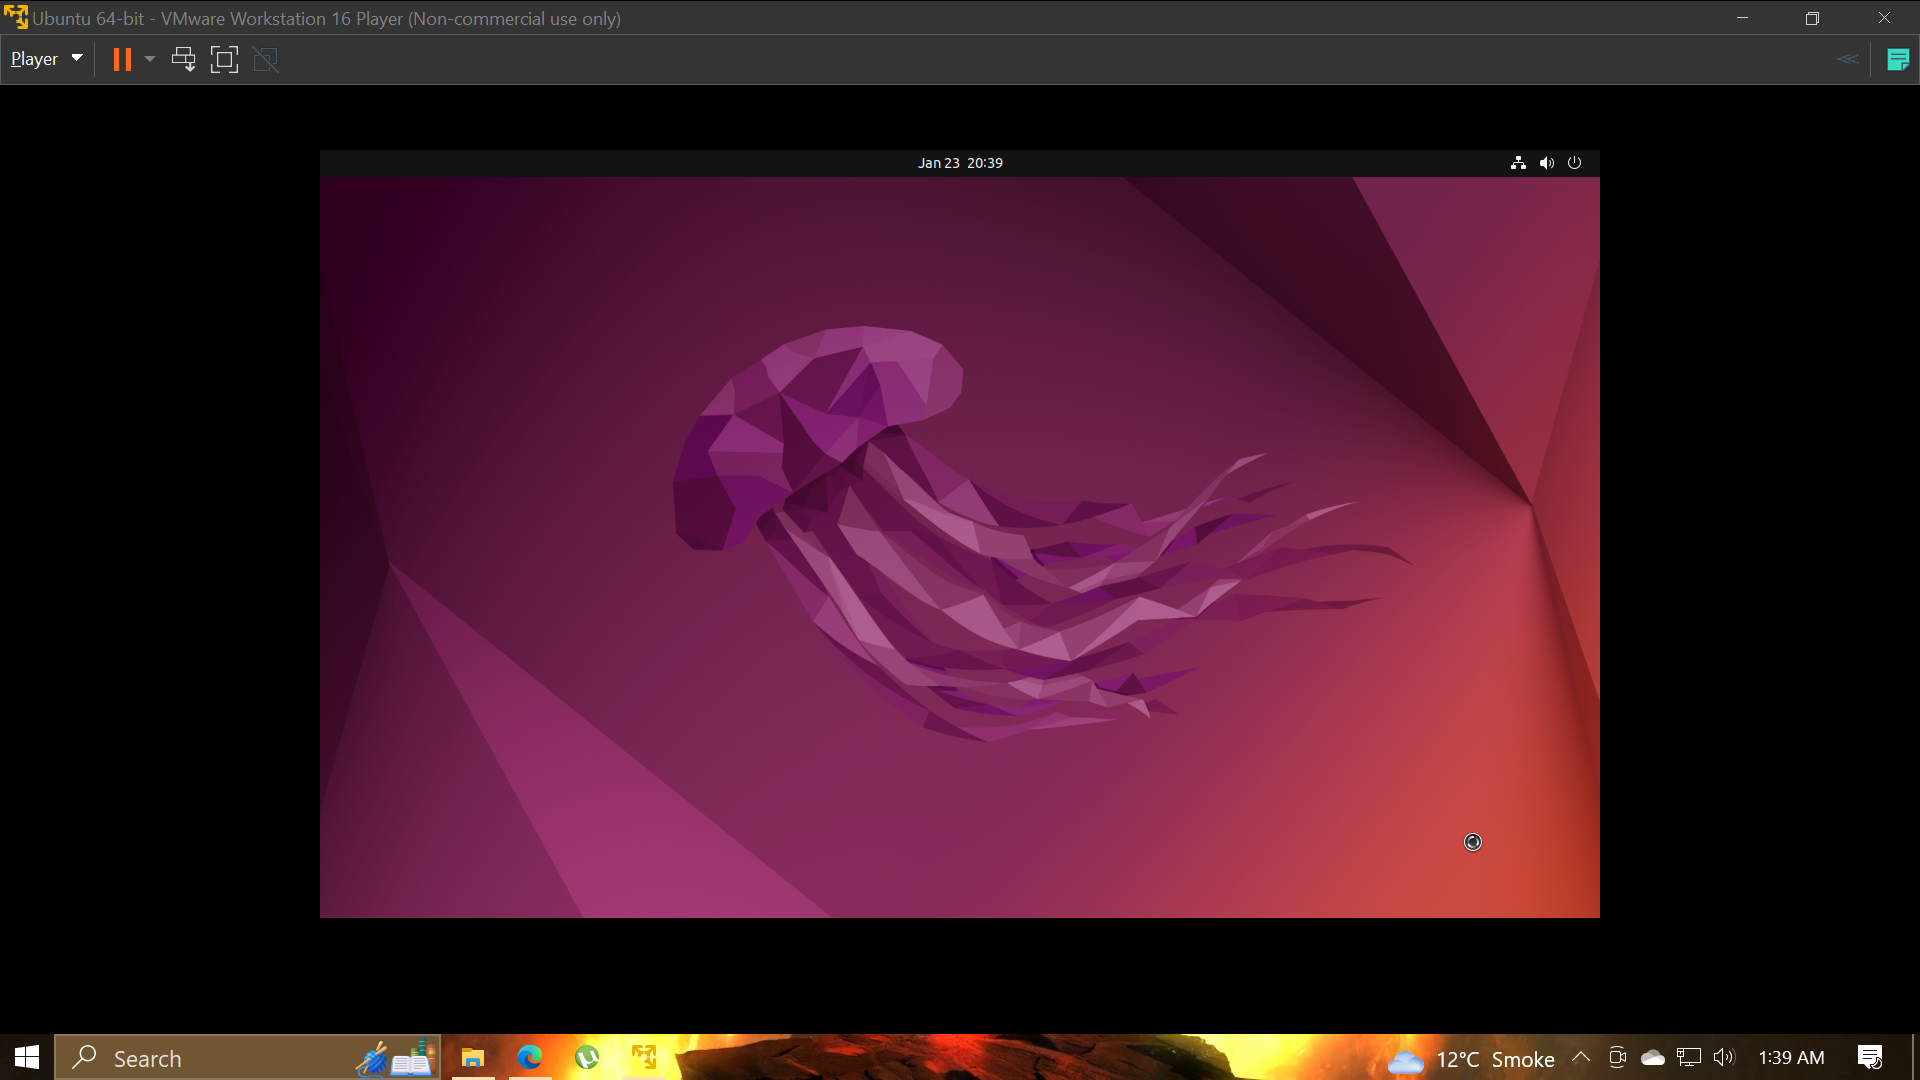 Ubuntu 64-bit - VMware Workstation 16 Player (Non-commercial use only)
Player
Jan 23 20:39
Search
12°C Smoke
1:39 AM